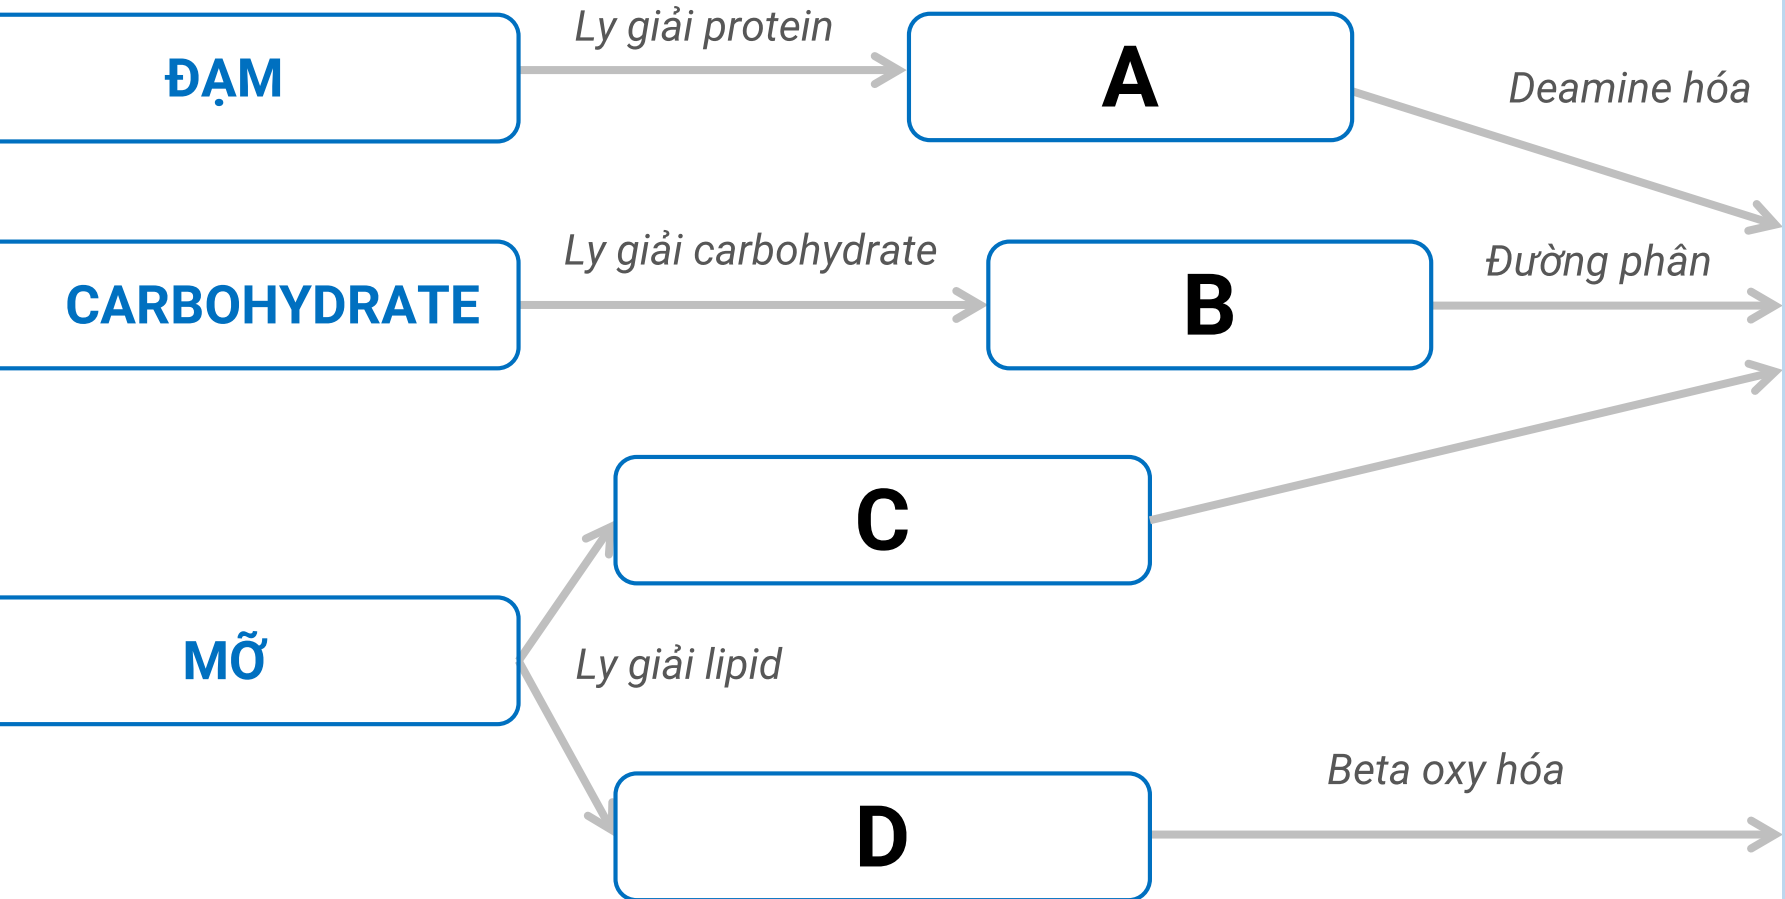 Ly giải protein
ĐẠM
A
Deamine hóa
Ly giải carbohydrate
Đường phân
CARBOHYDRATE
B
C
MỠ
Ly giải lipid
Beta oxy hóa
D